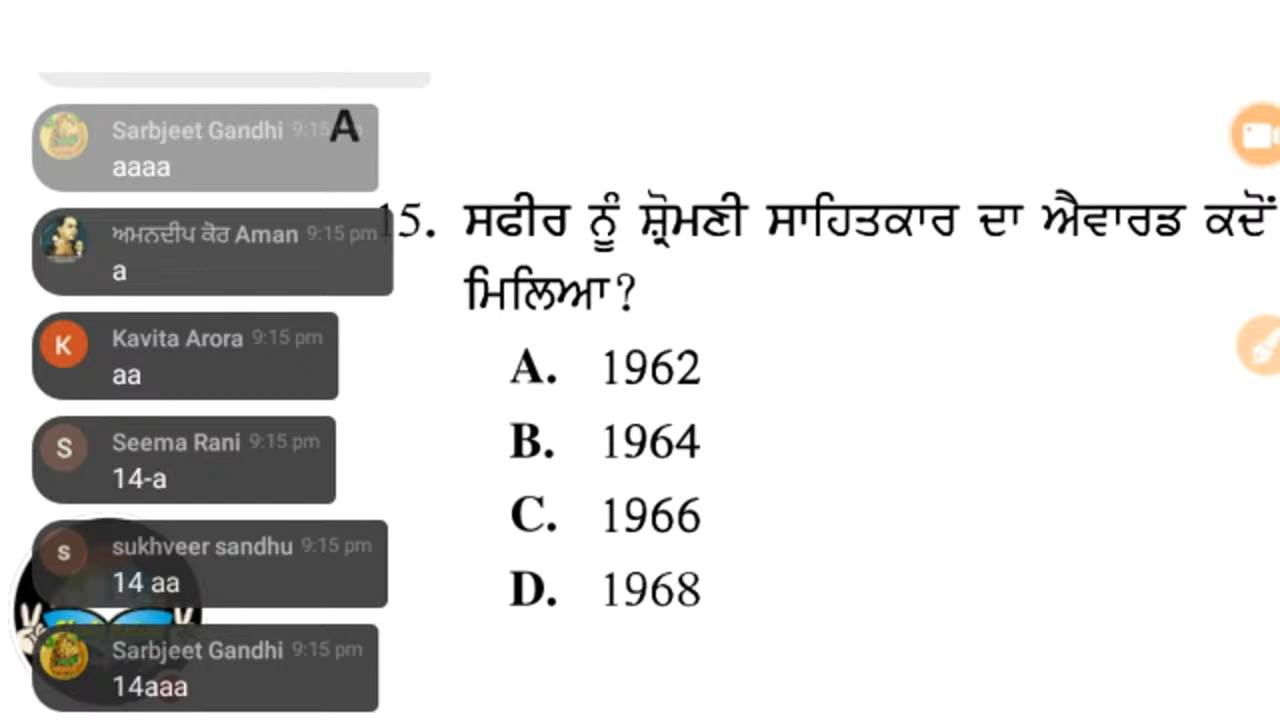 Sarbjeet Gandhi 9:15
A
aaaa
ਅਮਨਦੀਪ ਕੌਰ Aman 9:15 pm
a
Kavita Arora 9:15 pm
aa
Seema Rani 9:15 pm
14-a
sukhveer sandhu 9:15 pm
14 aa
Sarbjeet Gandhi 9:15 pm
14aaa
15. ਸਫੀਰ ਨੂੰ ਸ਼੍ਰੋਮਣੀ ਸਾਹਿਤਕਾਰ ਦਾ ਐਵਾਰਡ ਕਦੋਂ
ਮਿਲਿਆ?
A. 1962
B. 1964
C. 1966
D. 1968